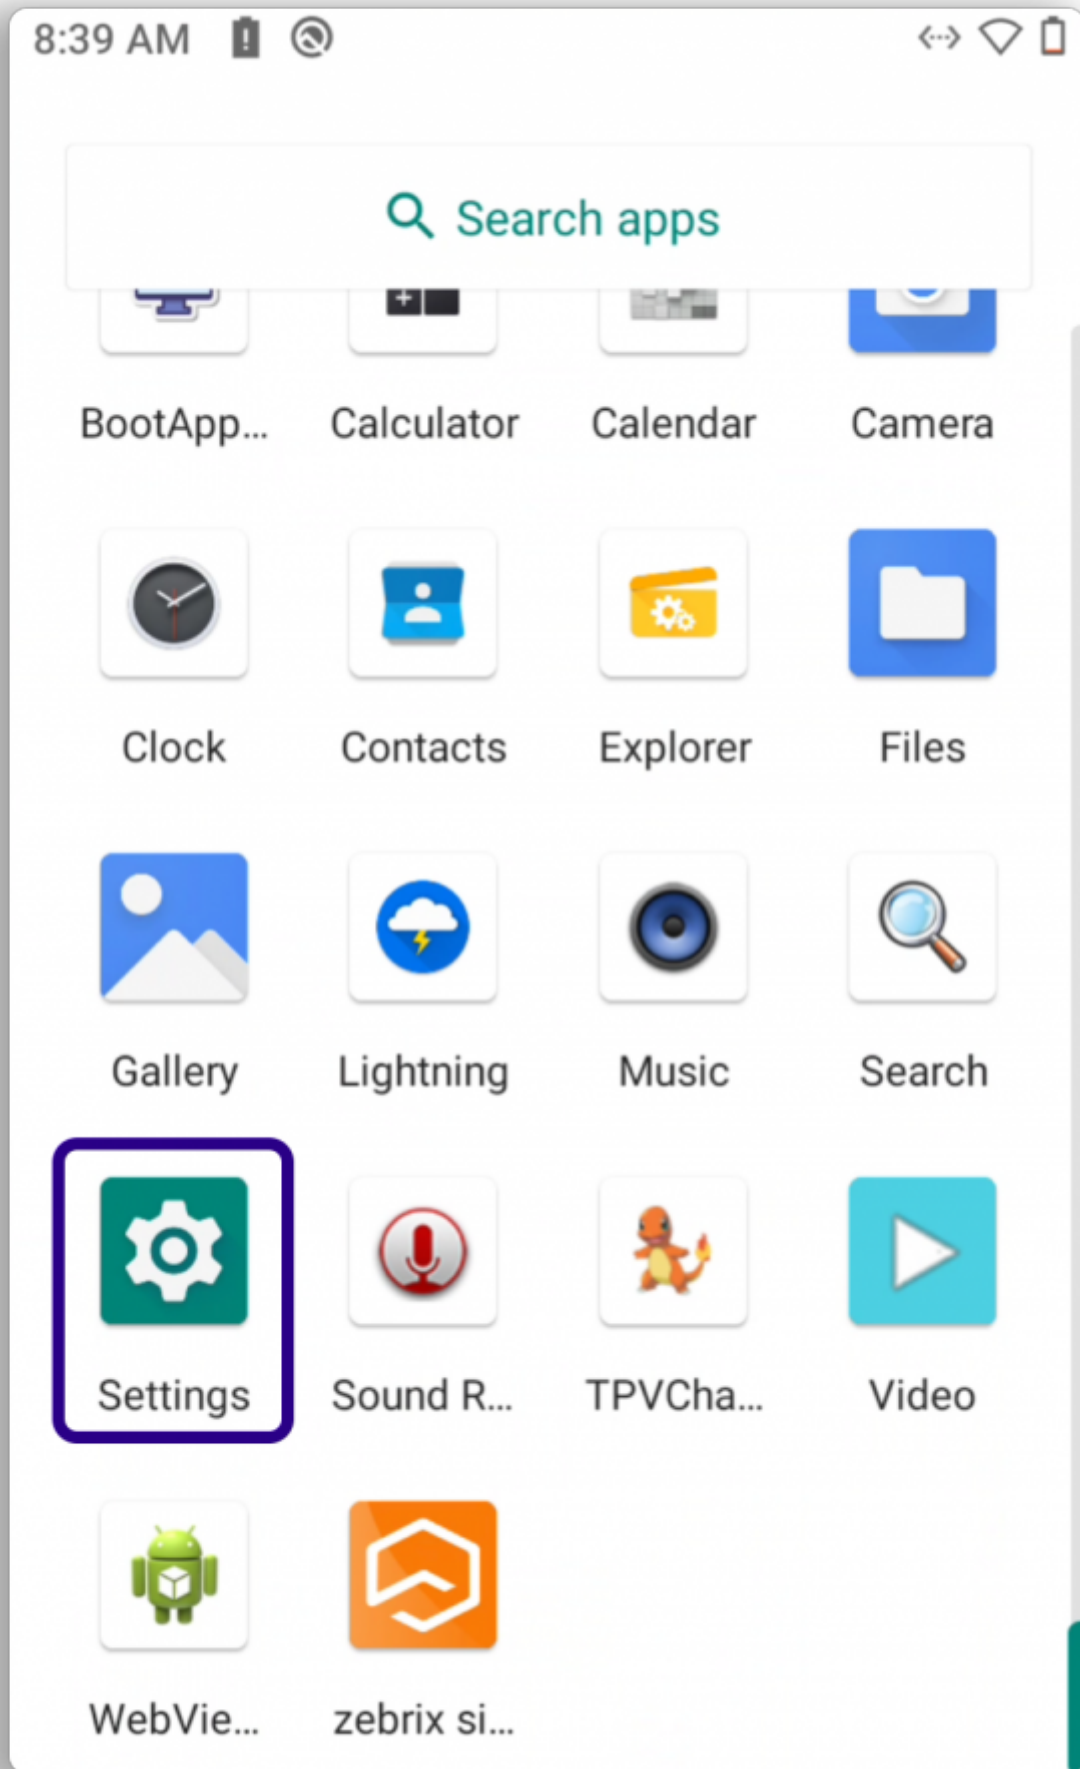 8:39 AM
Search apps
BootApp... Calculator Calendar Camera
Clock Contacts Explorer Files
Gallery Lightning Music Search
Settings Sound R... TPVCha... Video
WebVie... zebrix si...